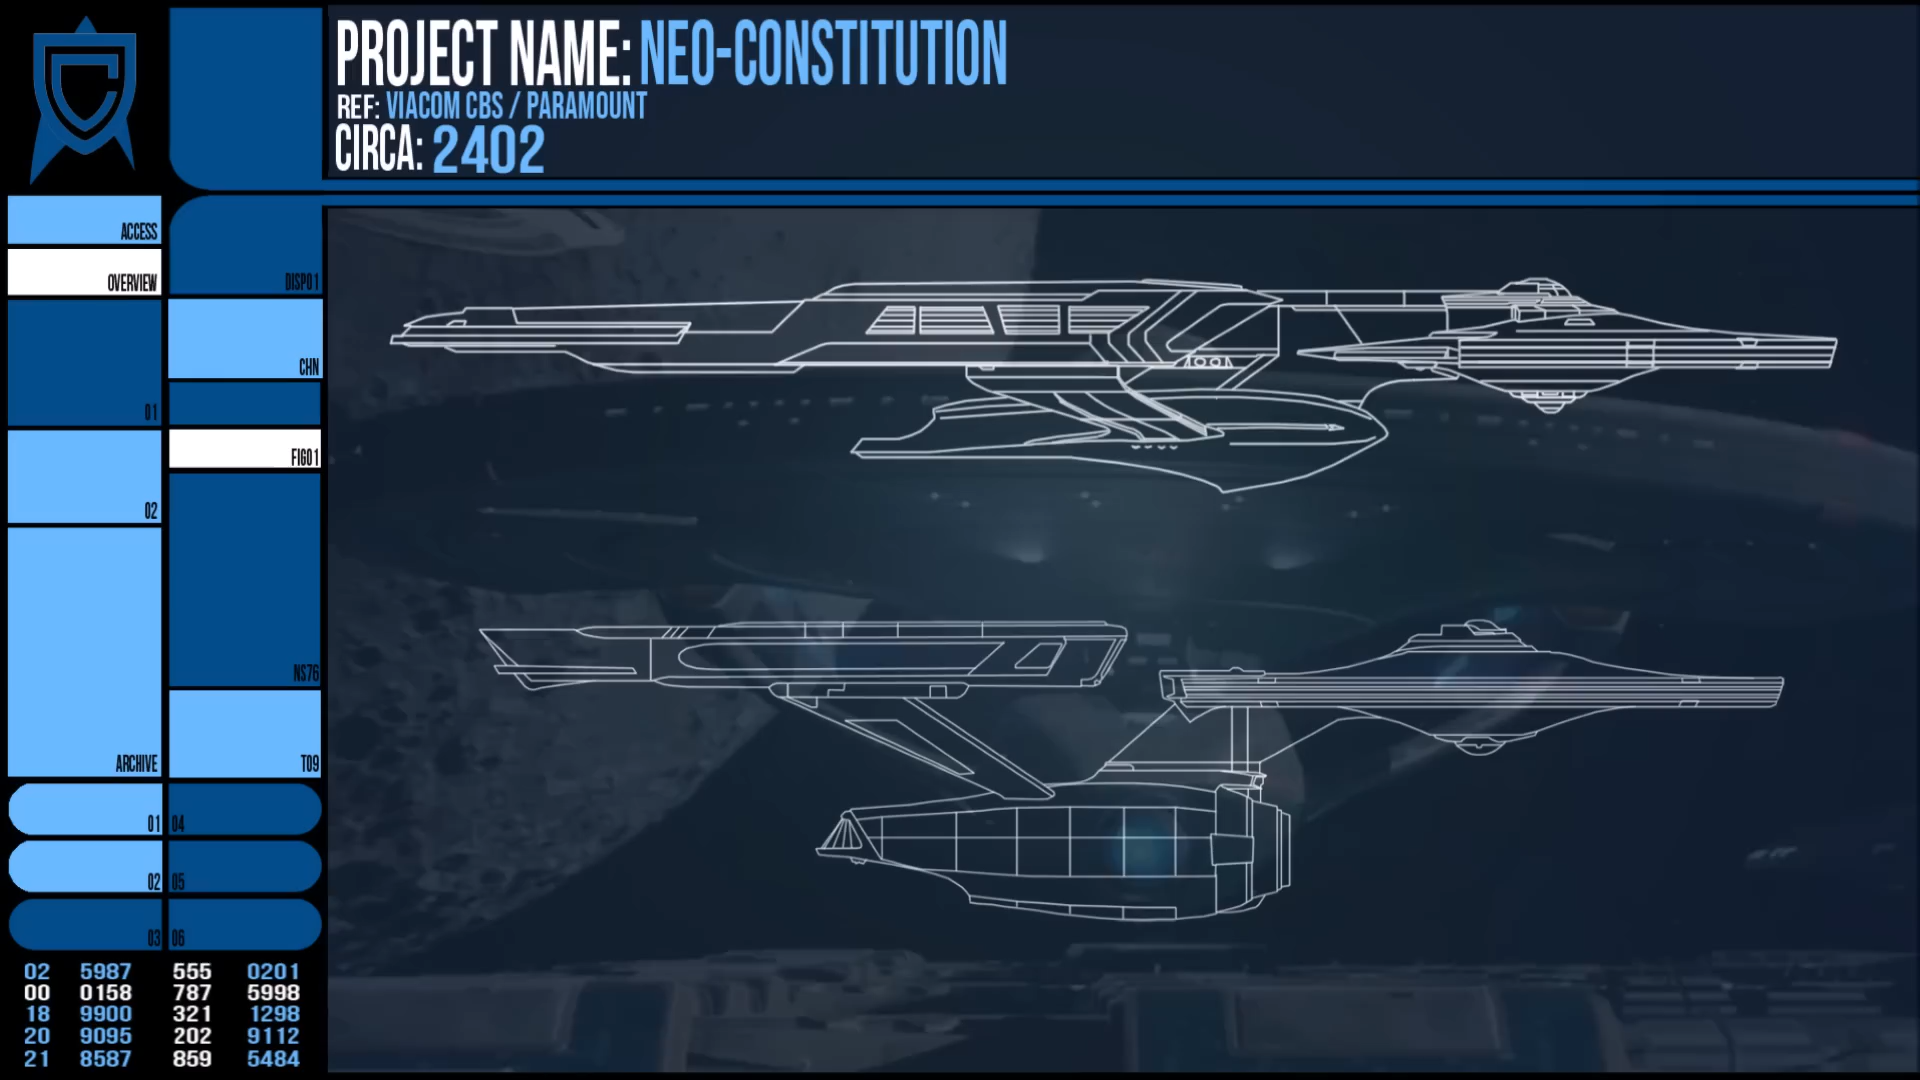 PROJECT NAME: NEO-CONSTITUTION
REF: VIACOM CBS / PARAMOUNT
CIRCA: 2402
ACCESS
OVERVIEW
01
02
ARCHIVE
DISP01
CHN
FIG01
NS76
T09
01 04
02 05
03 06
02 5987 555 0201
00 0158 787 5998
18 9900 321 1298
20 9095 202 9112
21 8587 859 5484